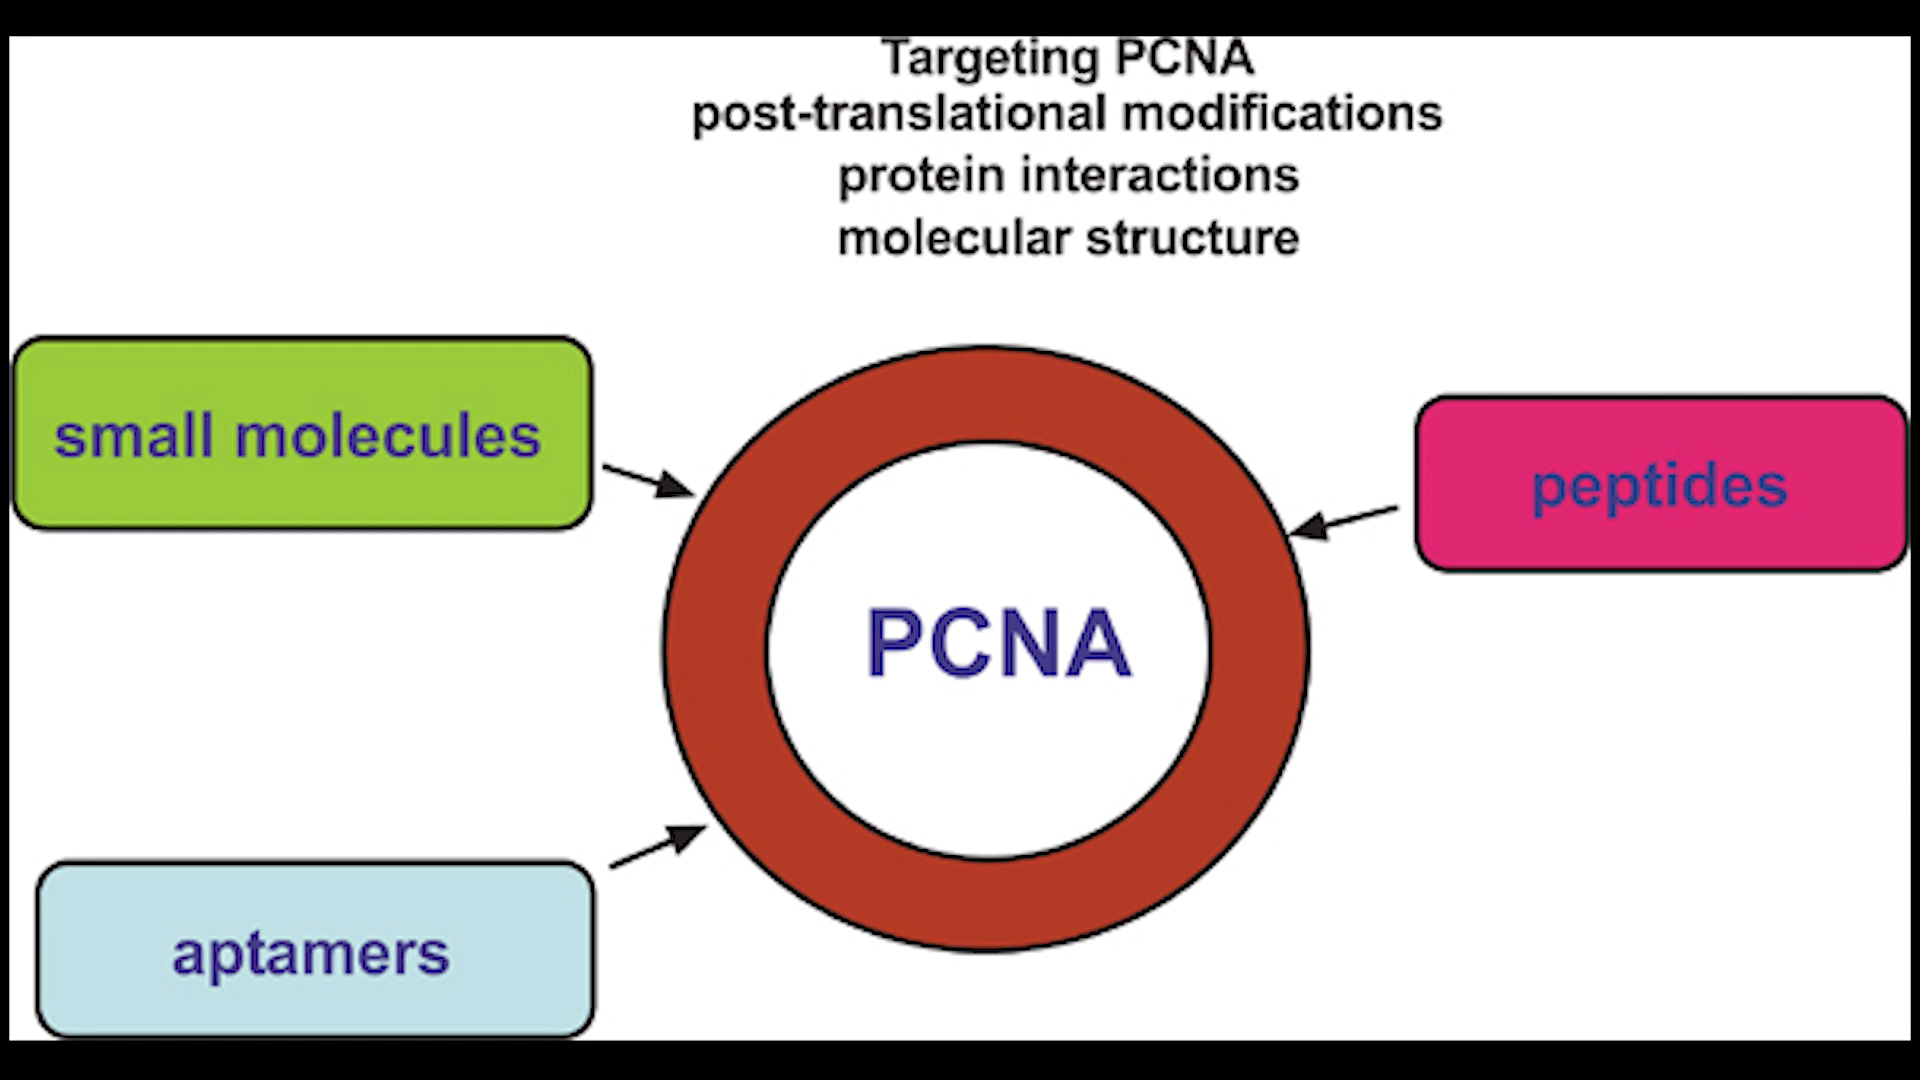 Targeting PCNA
post-translational modifications
protein interactions
molecular structure
small molecules
peptides
PCNA
aptamers